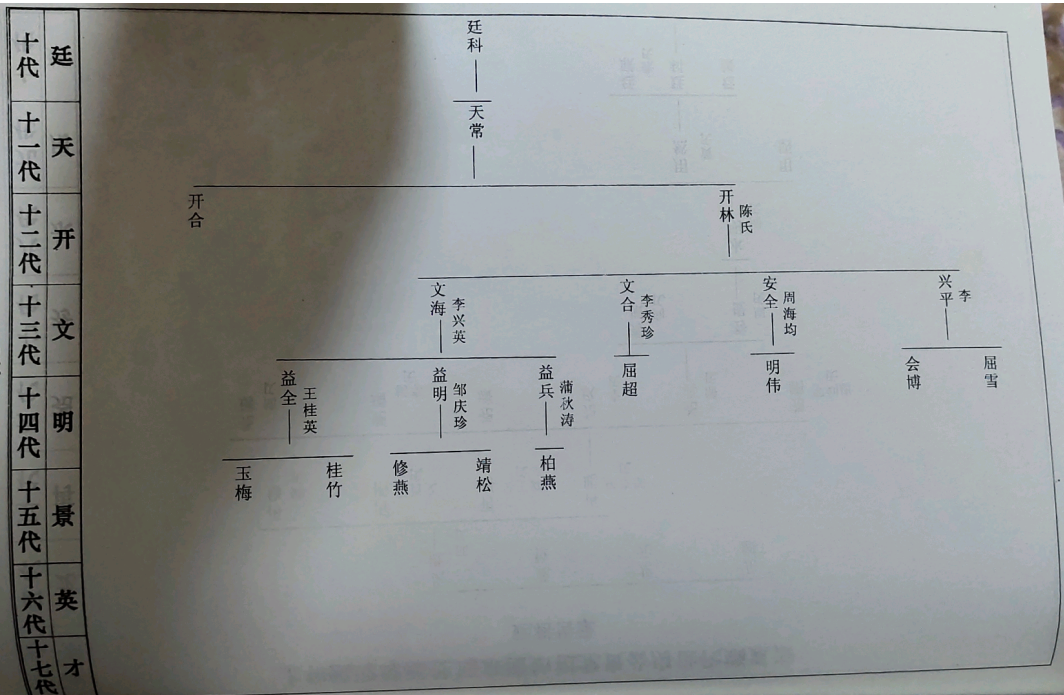 十代 廷
十一代 天
十二代 开
十三代 文
十四代 明
十五代 景
十六代 英
十七代 才
廷科
天常
开合
开林 陈氏
文海 李兴英
文合 李秀珍
安全 周海均
兴平 李
益全 王桂英
益明 邹庆珍
益兵 蒲秋涛
屈超
明伟
会博
屈雪
玉梅
桂竹
修燕
靖松
柏燕